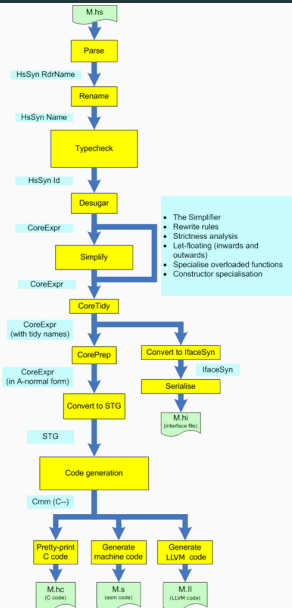 M.hs
Parse
HsSyn RdrName
Rename
HsSyn Name
Typecheck
HsSyn Id
Desugar
CoreExpr
Simplify
• The Simplifier
• Rewrite rules
• Strictness analysis
• Let-floating (inwards and
outwards)
• Specialise overloaded functions
• Constructor specialisation
CoreExpr
CoreTidy
CoreExpr
(with tidy names)
CorePrep
Convert to IfaceSyn
CoreExpr
(in A-normal form)
IfaceSyn
Serialise
Convert to STG
M.hi
(interface file)
STG
Code generation
Cmm (C--)
Pretty-print
C code
Generate
machine code
Generate
LLVM code
M.hc
(C code)
M.s
(asm code)
M.ll
(LLVM code)